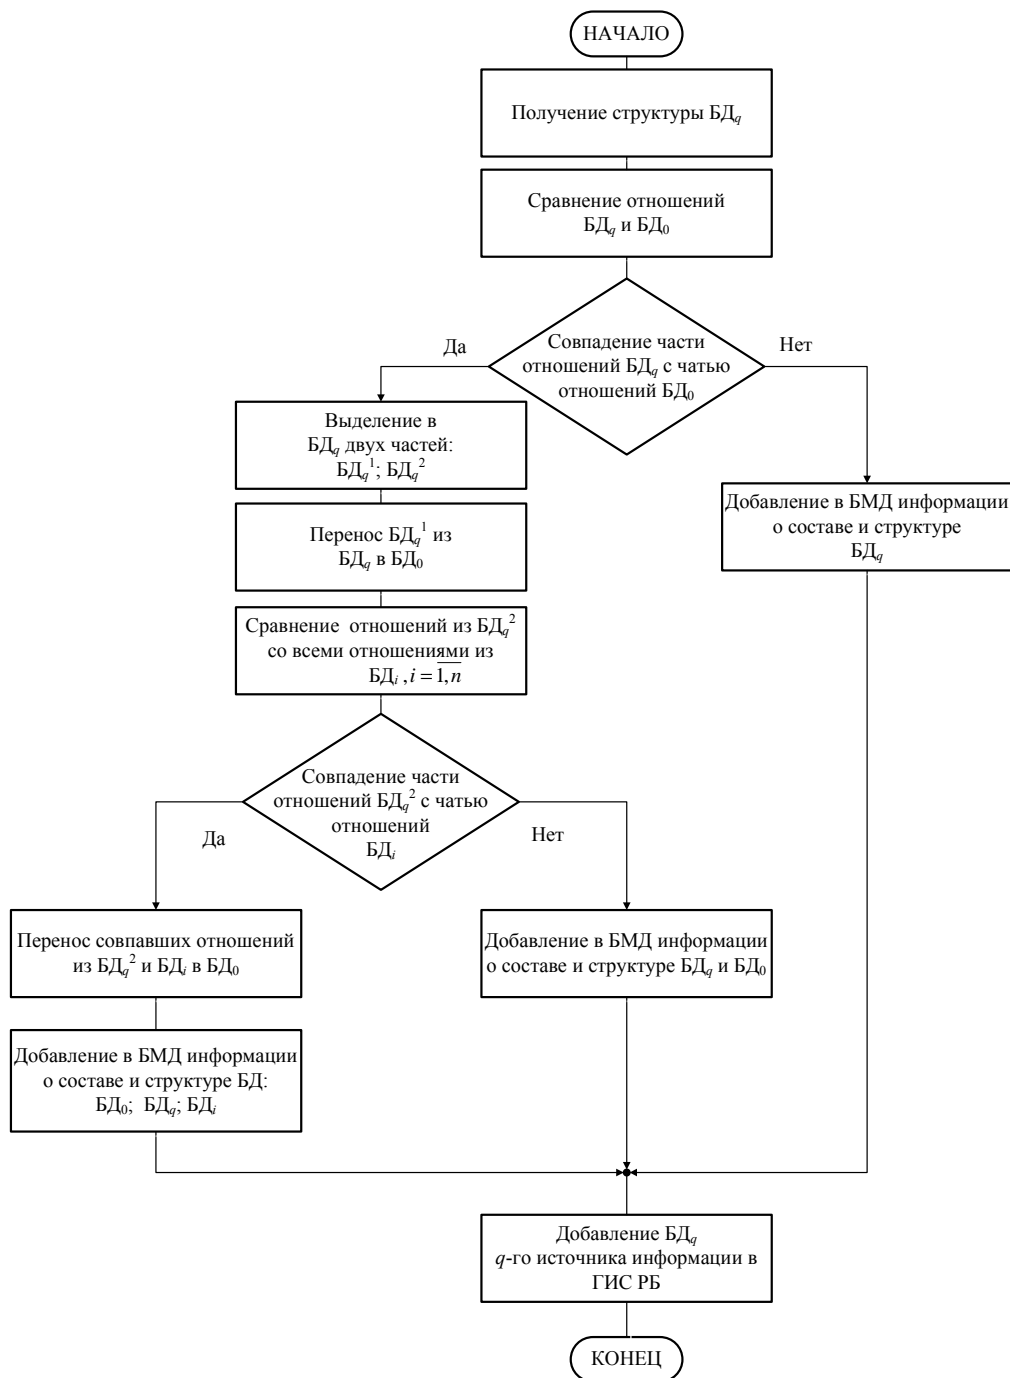 НАЧАЛО
Получение структуры БД_q
Сравнение отношений
БД_q и БД_0
Совпадение части
отношений БД_q с чатью
отношений БД_0
Да
Нет
Выделение в
БД_q двух частей:
БД_q^1; БД_q^2
Перенос БД_q^1 из
БД_q в БД_0
Сравнение отношений из БД_q^2
со всеми отношениями из
БД_i , i = \overline{1,n}
Добавление в БМД информации
о составе и структуре
БД_q
Совпадение части
отношений БД_q^2 с чатью
отношений
БД_i
Да
Нет
Перенос совпавших отношений
из БД_q^2 и БД_i в БД_0
Добавление в БМД информации
о составе и структуре БД:
БД_0; БД_q; БД_i
Добавление в БМД информации
о составе и структуре БД_q и БД_0
Добавление БД_q
q-го источника информации в
ГИС РБ
КОНЕЦ